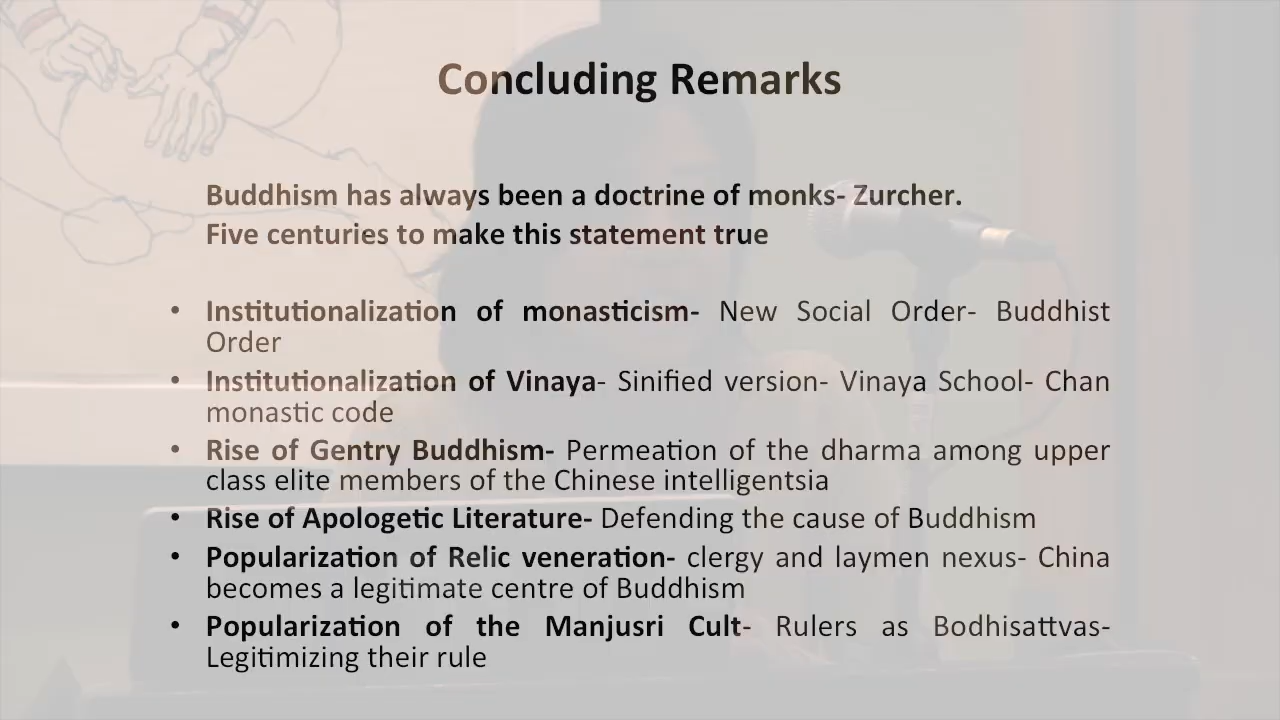 Concluding Remarks
Buddhism has always been a doctrine of monks- Zurcher.
Five centuries to make this statement true
• Institutionalization of monasticism- New Social Order- Buddhist
Order
• Institutionalization of Vinaya- Sinified version- Vinaya School- Chan
monastic code
• Rise of Gentry Buddhism- Permeation of the dharma among upper
class elite members of the Chinese intelligentsia
• Rise of Apologetic Literature- Defending the cause of Buddhism
• Popularization of Relic veneration- clergy and laymen nexus- China
becomes a legitimate centre of Buddhism
• Popularization of the Manjusri Cult- Rulers as Bodhisattvas-
Legitimizing their rule